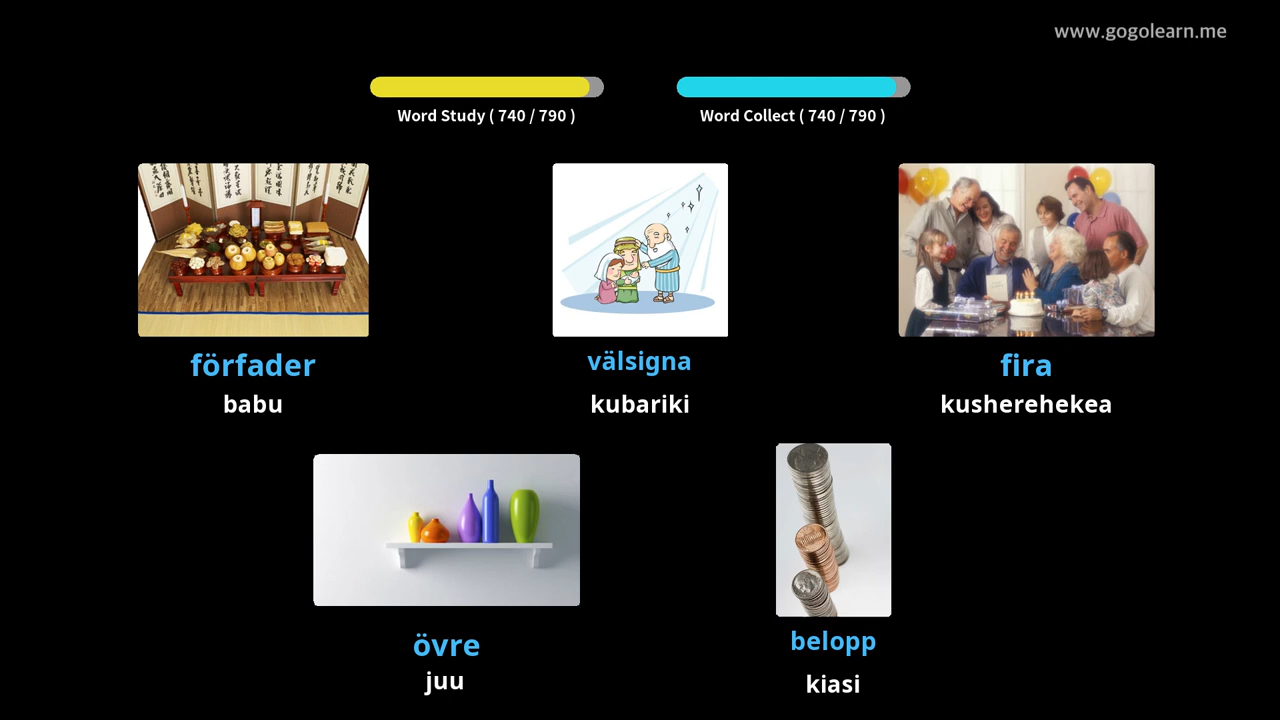 www.gogolearn.me
Word Study ( 740 / 790 )
Word Collect ( 740 / 790 )
förfader
välsigna
fira
babu
kubariki
kusherehekea
övre
belopp
juu
kiasi